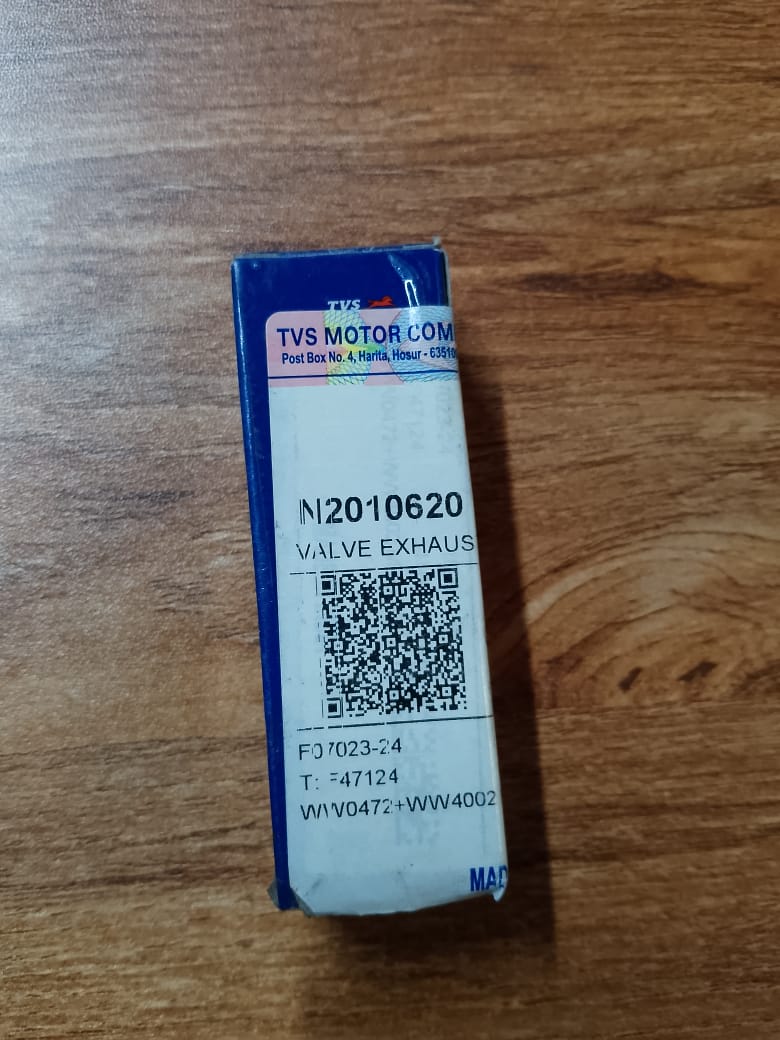 TVS
TVS MOTOR COM
Post Box No. 4, Harita, Hosur - 63510
N2010620
VALVE EXHAUS
F07023-24
T: F47124
WW0472+WW4002
MAD